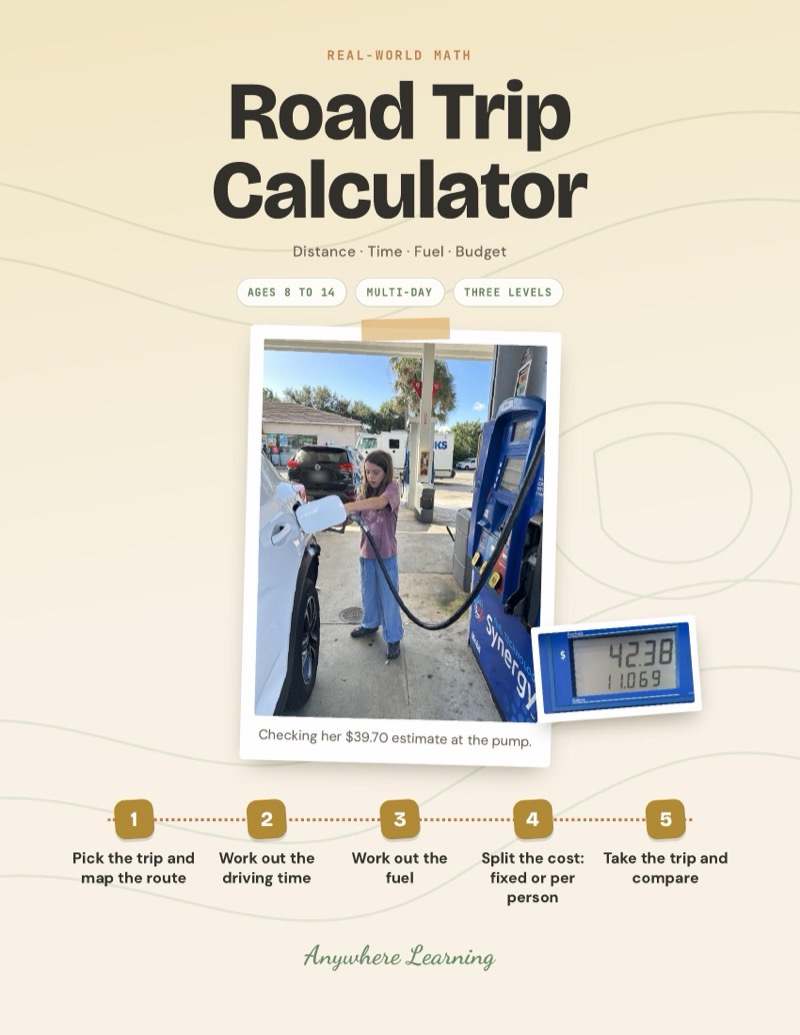 REAL-WORLD MATH
Road Trip
Calculator
Distance · Time · Fuel · Budget
AGES 8 TO 14
MULTI-DAY
THREE LEVELS
KS
Synergy
$
42.38
11.069
Checking her $39.70 estimate at the pump.
1
2
3
4
5
Pick the trip and
map the route
Work out the
driving time
Work out the
fuel
Split the cost:
fixed or per
person
Take the trip and
compare
Anywhere Learning